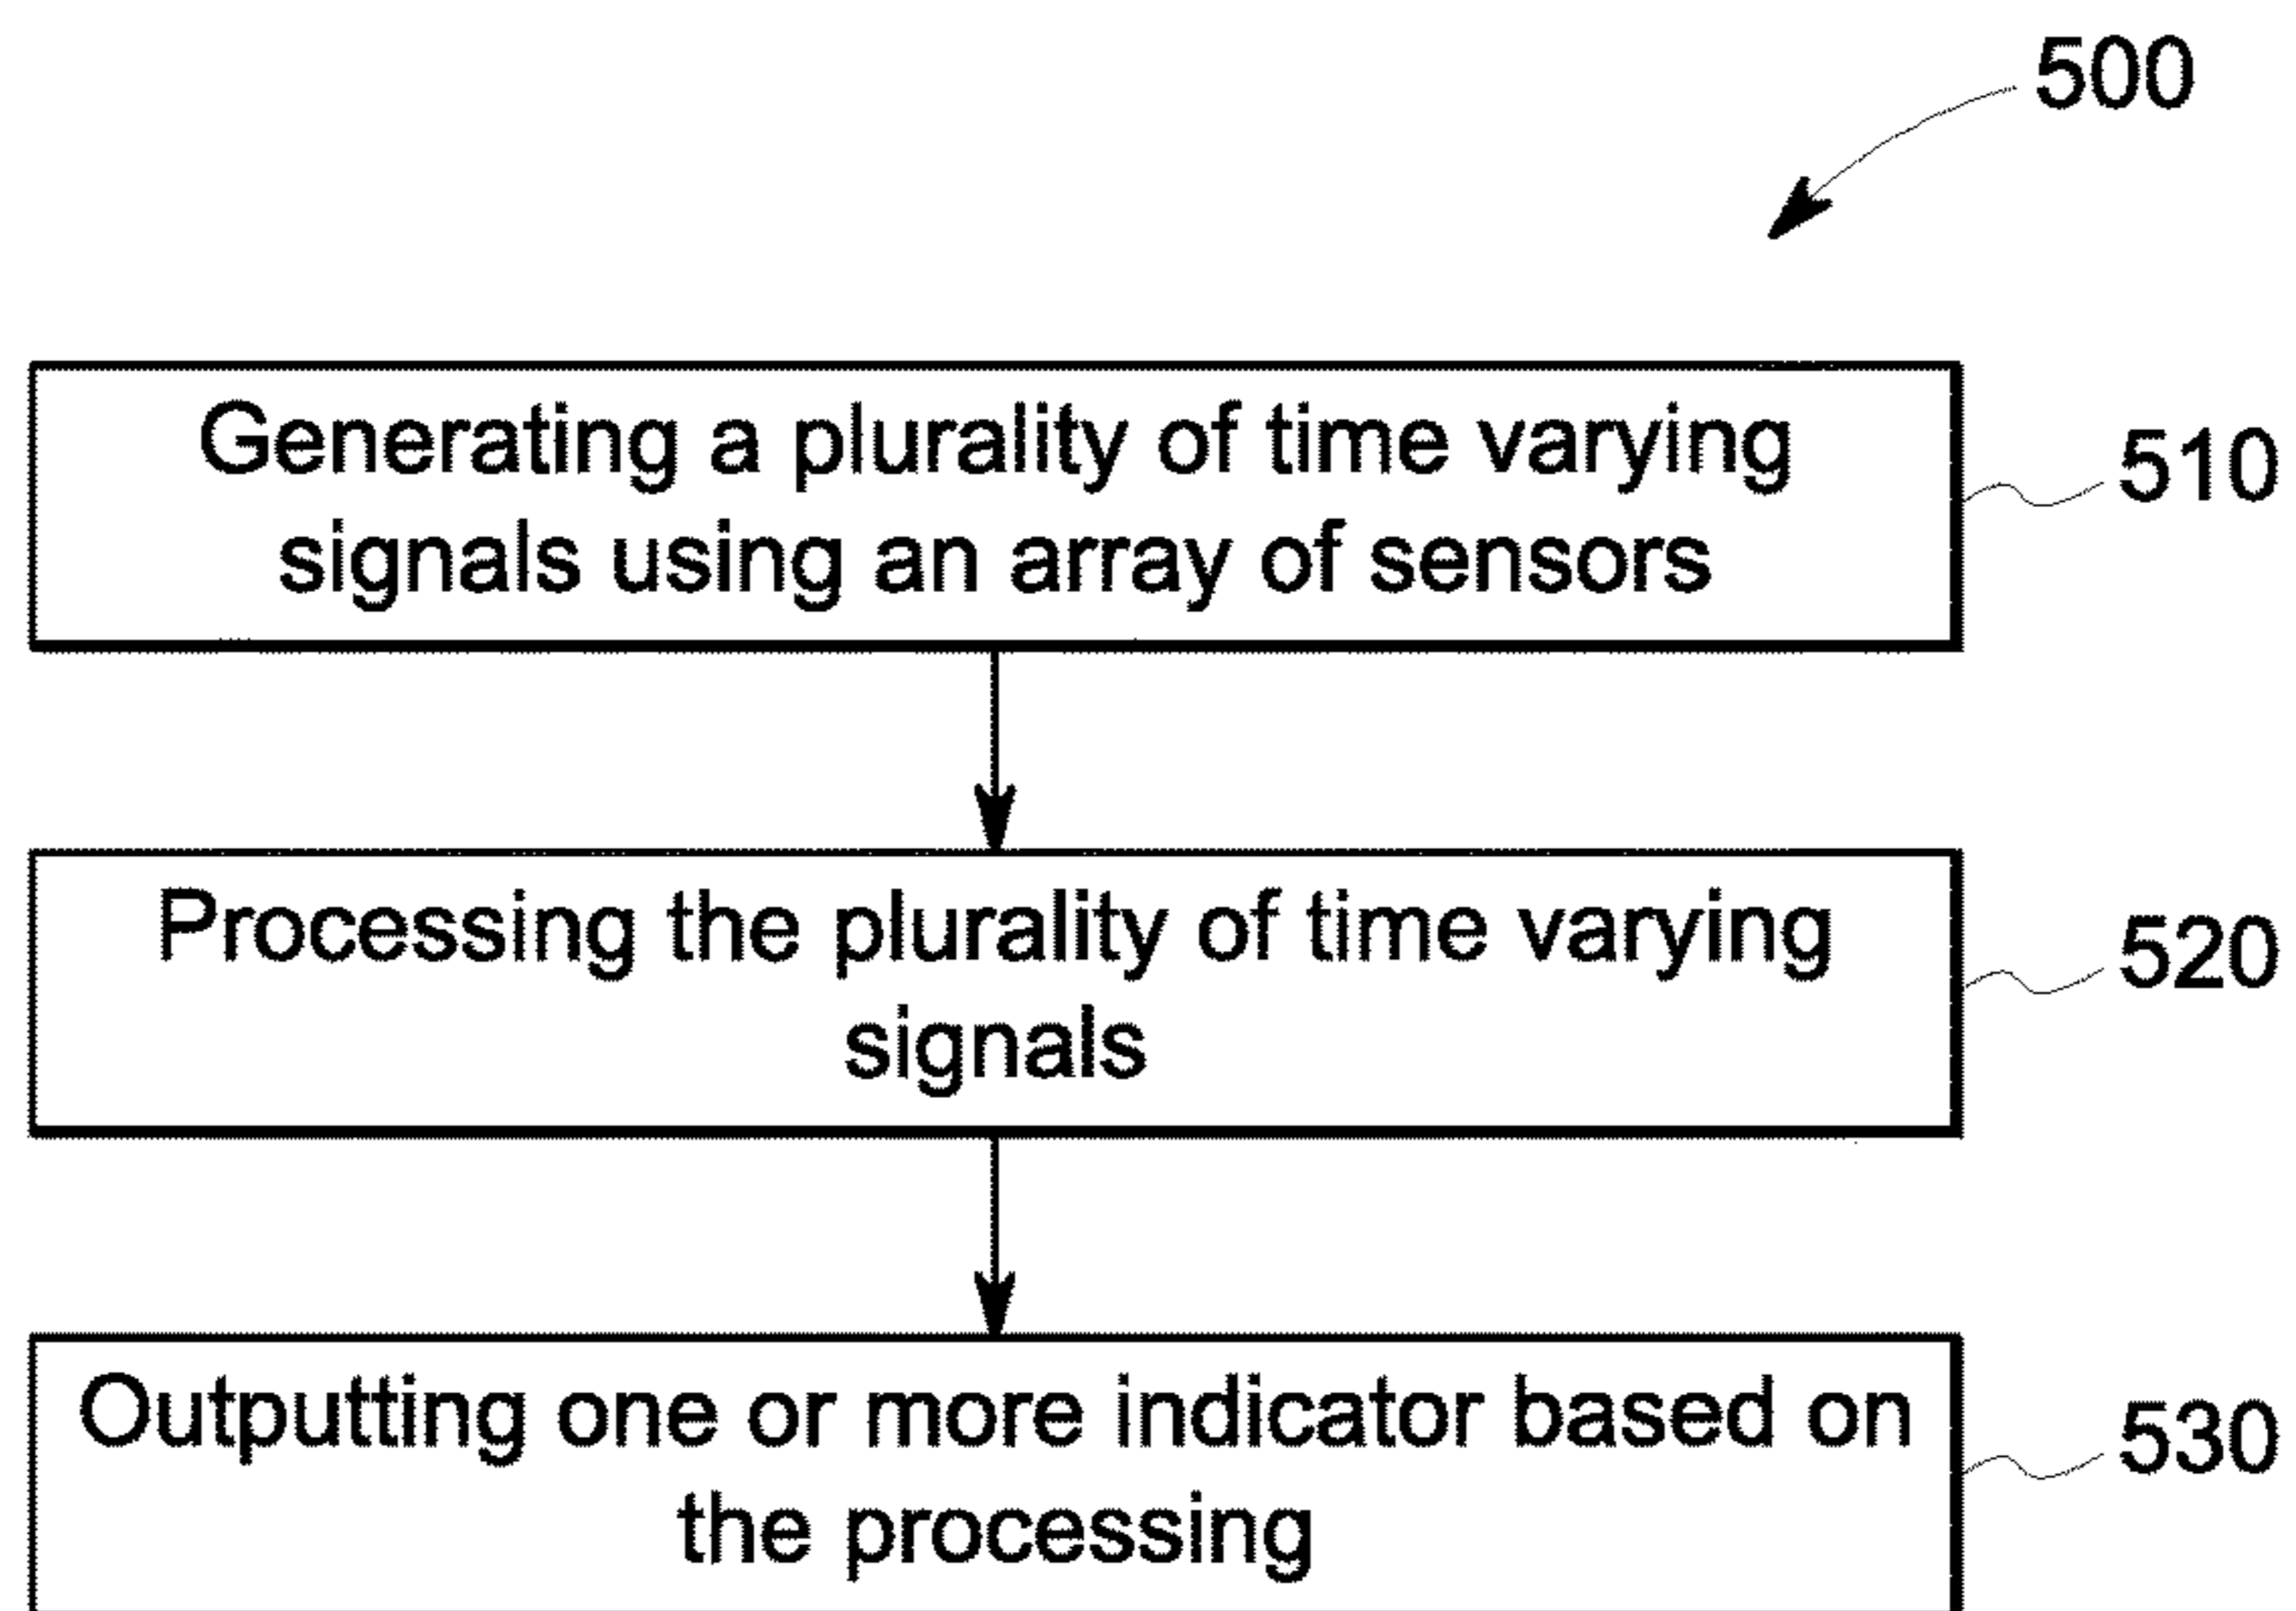 500
Generating a plurality of time varying
signals using an array of sensors
510
Processing the plurality of time varying
signals
520
Outputting one or more indicator based on
the processing
530